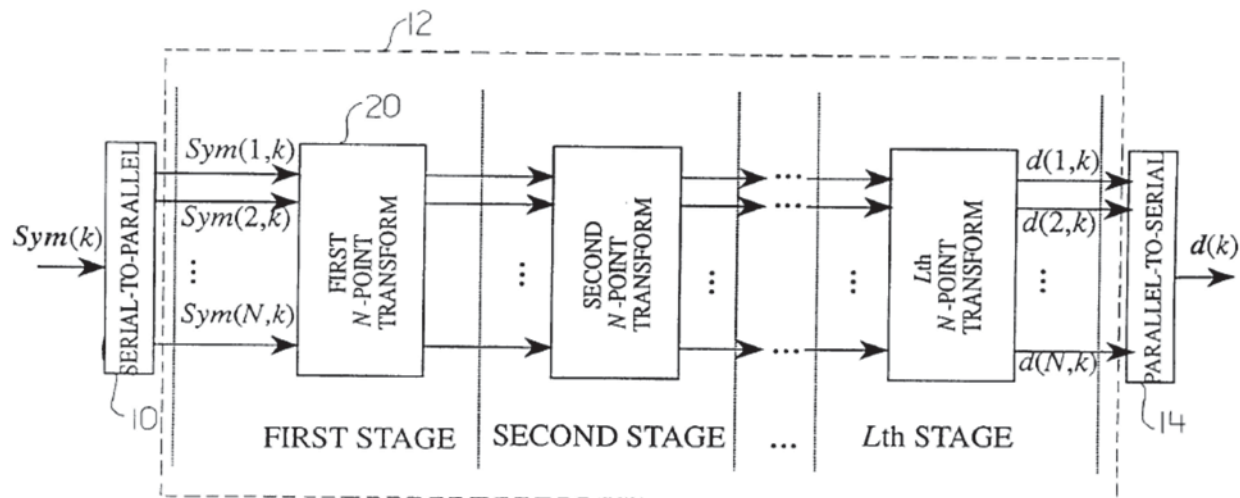 12
20
Sym(k)
SERIAL-TO-PARALLEL
10
Sym(1,k)
Sym(2,k)
...
Sym(N,k)
FIRST
N-POINT
TRANSFORM
...
SECOND
N-POINT
TRANSFORM
...
...
...
...
...
Lth
N-POINT
TRANSFORM
d(1,k)
d(2,k)
...
d(N,k)
PARALLEL-TO-SERIAL
14
d(k)
FIRST STAGE
SECOND STAGE
...
Lth STAGE